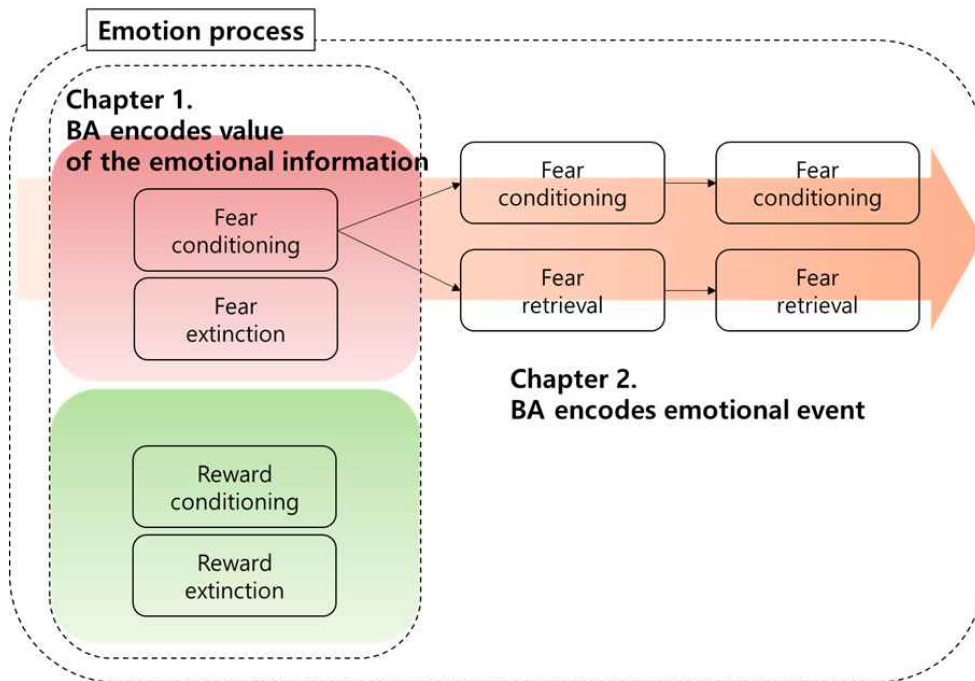 Emotion process
Chapter 1.
BA encodes value
of the emotional information
Fear
conditioning
Fear
extinction
Reward
conditioning
Reward
extinction
Fear
conditioning
Fear
conditioning
Fear
retrieval
Fear
retrieval
Chapter 2.
BA encodes emotional event